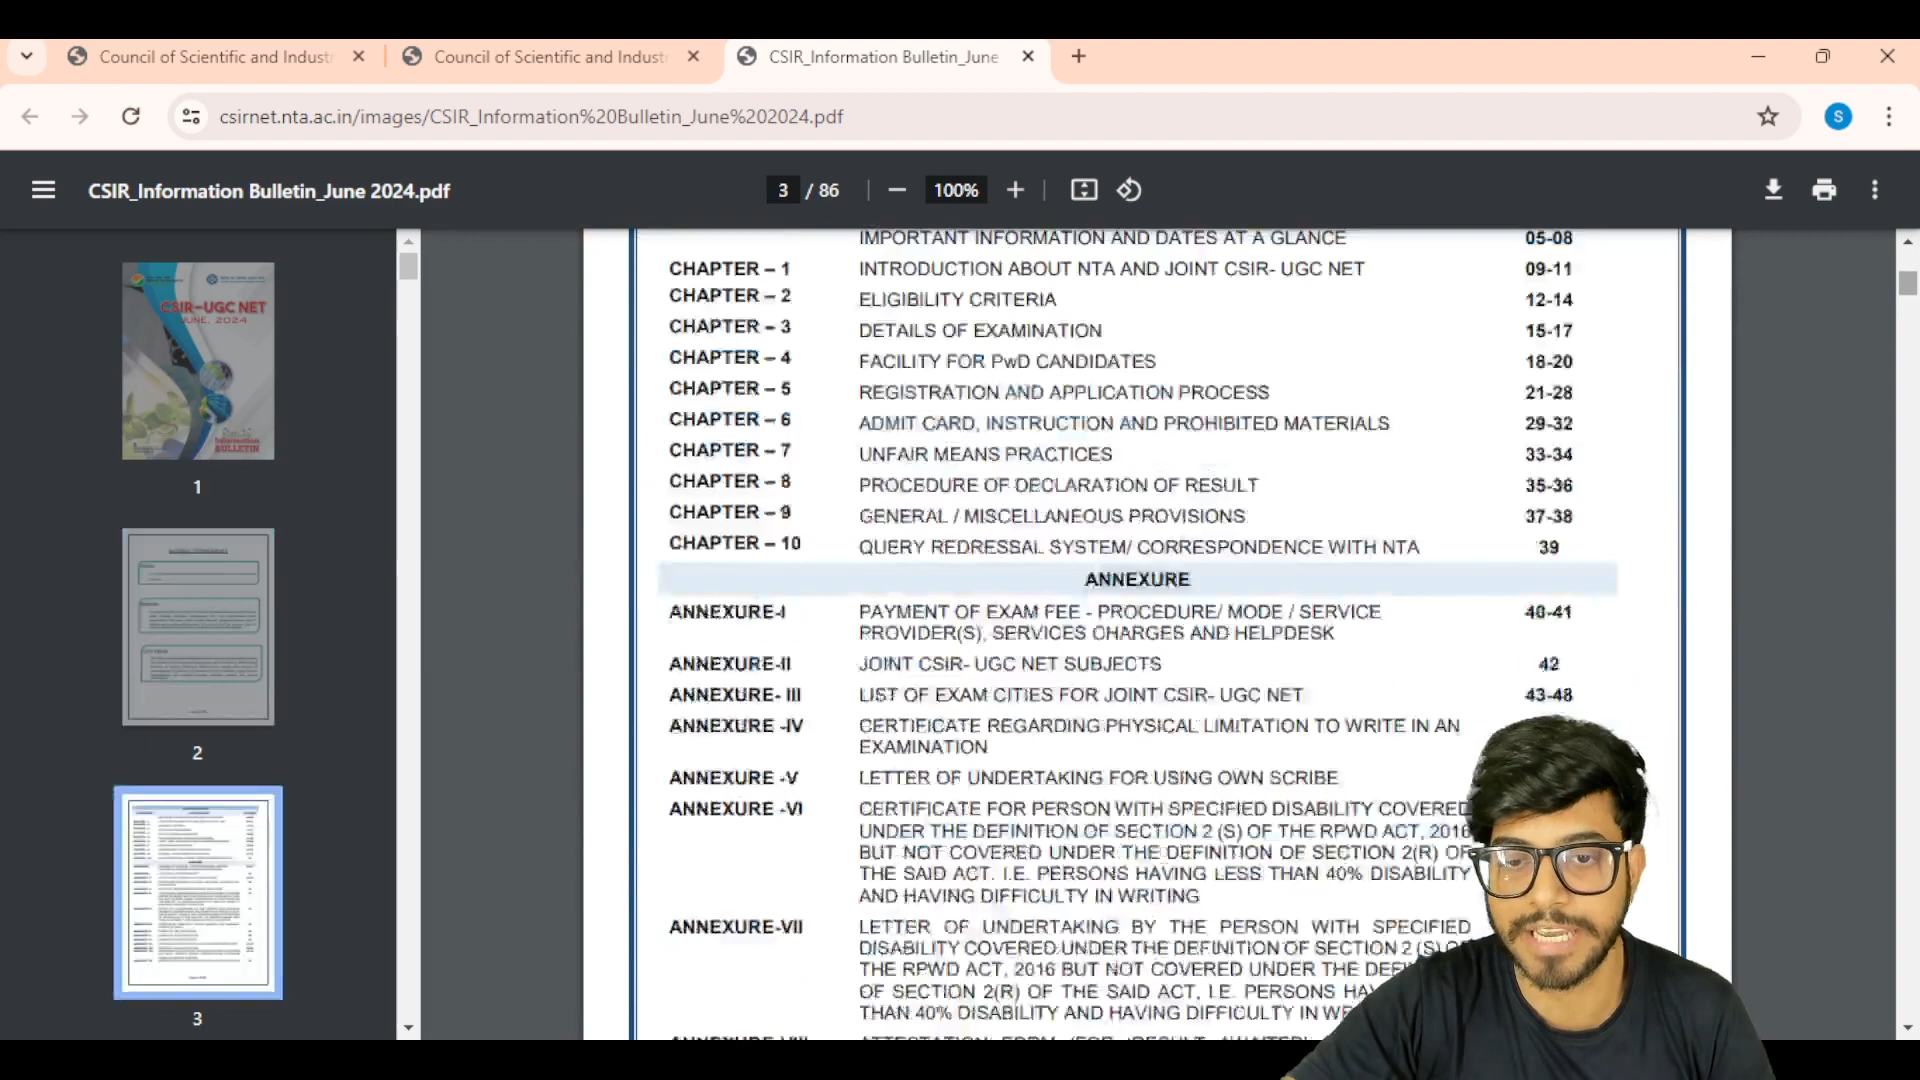 Council of Scientific and Industr
Council of Scientific and Industr
CSIR_Information Bulletin_June
csirnet.nta.ac.in/images/CSIR_Information%20Bulletin_June%202024.pdf
S
CSIR_Information Bulletin_June 2024.pdf
3 / 86
100%
CSIR-UGC NET
JUNE, 2024
Information
BULLETIN
1
2
3
IMPORTANT INFORMATION AND DATES AT A GLANCE 05-08
CHAPTER – 1 INTRODUCTION ABOUT NTA AND JOINT CSIR- UGC NET 09-11
CHAPTER – 2 ELIGIBILITY CRITERIA 12-14
CHAPTER – 3 DETAILS OF EXAMINATION 15-17
CHAPTER – 4 FACILITY FOR PwD CANDIDATES 18-20
CHAPTER – 5 REGISTRATION AND APPLICATION PROCESS 21-28
CHAPTER – 6 ADMIT CARD, INSTRUCTION AND PROHIBITED MATERIALS 29-32
CHAPTER – 7 UNFAIR MEANS PRACTICES 33-34
CHAPTER – 8 PROCEDURE OF DECLARATION OF RESULT 35-36
CHAPTER – 9 GENERAL / MISCELLANEOUS PROVISIONS 37-38
CHAPTER – 10 QUERY REDRESSAL SYSTEM/ CORRESPONDENCE WITH NTA 39
ANNEXURE
ANNEXURE-I PAYMENT OF EXAM FEE - PROCEDURE/ MODE / SERVICE 40-41
PROVIDER(S), SERVICES CHARGES AND HELPDESK
ANNEXURE-II JOINT CSIR- UGC NET SUBJECTS 42
ANNEXURE- III LIST OF EXAM CITIES FOR JOINT CSIR- UGC NET 43-48
ANNEXURE -IV CERTIFICATE REGARDING PHYSICAL LIMITATION TO WRITE IN AN
EXAMINATION
ANNEXURE -V LETTER OF UNDERTAKING FOR USING OWN SCRIBE
ANNEXURE -VI CERTIFICATE FOR PERSON WITH SPECIFIED DISABILITY COVERED
UNDER THE DEFINITION OF SECTION 2 (S) OF THE RPWD ACT, 2016
BUT NOT COVERED UNDER THE DEFINITION OF SECTION 2(R) OF
THE SAID ACT. I.E. PERSONS HAVING LESS THAN 40% DISABILITY
AND HAVING DIFFICULTY IN WRITING
ANNEXURE-VII LETTER OF UNDERTAKING BY THE PERSON WITH SPECIFIED
DISABILITY COVERED UNDER THE DEFINITION OF SECTION 2 (S) OF
THE RPWD ACT, 2016 BUT NOT COVERED UNDER THE
OF SECTION 2(R) OF THE SAID ACT, I.E. PERSONS
THAN 40% DISABILITY AND HAVING DIFFICULTY IN